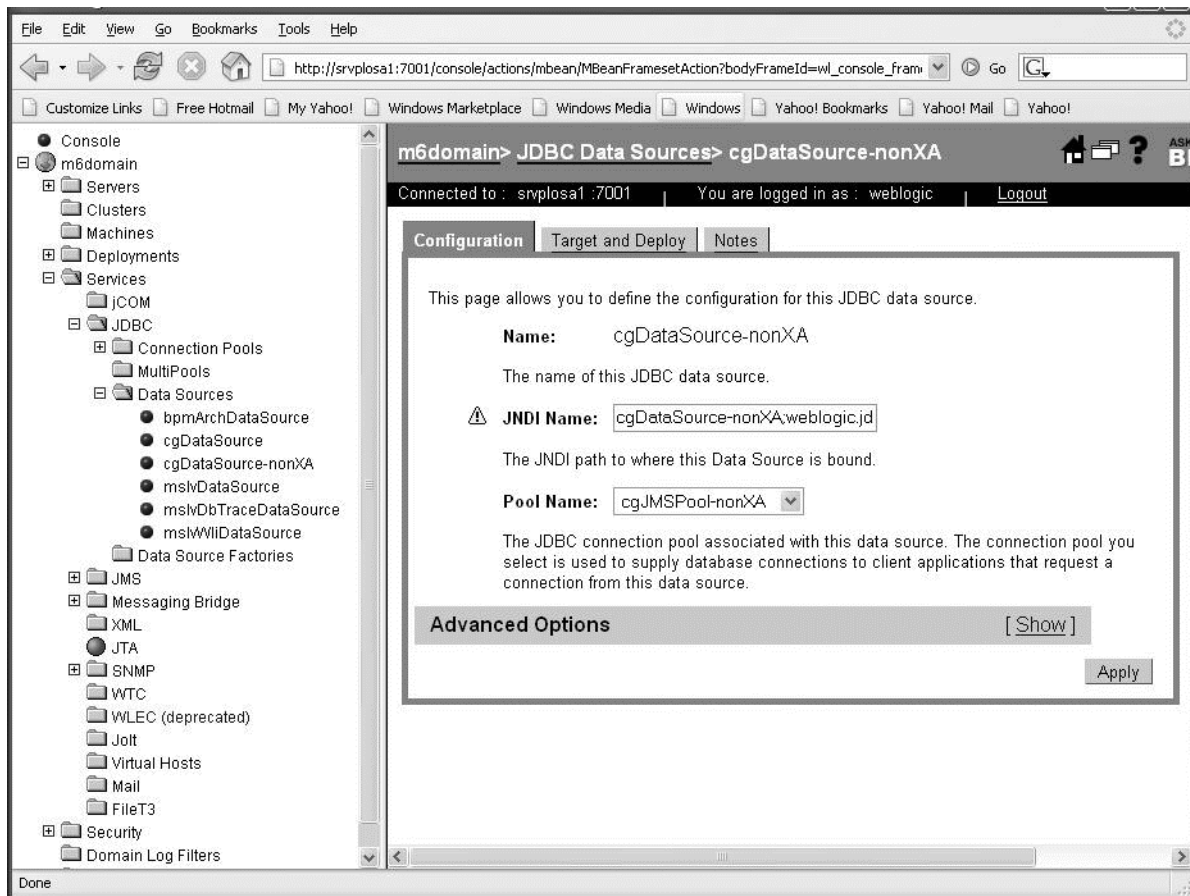 File Edit View Go Bookmarks Tools Help
http://srvplosa1:7001/console/actions/mbean/MBeanFramesetAction?bodyFrameId=wl_console_fram Go G
Customize Links Free Hotmail My Yahoo! Windows Marketplace Windows Media Windows Yahoo! Bookmarks Yahoo! Mail Yahoo!
Console
m6domain
Servers
Clusters
Machines
Deployments
Services
jCOM
JDBC
Connection Pools
MultiPools
Data Sources
bpmArchDataSource
cgDataSource
cgDataSource-nonXA
mslvDataSource
mslvDbTraceDataSource
mslvWliDataSource
Data Source Factories
JMS
Messaging Bridge
XML
JTA
SNMP
WTC
WLEC (deprecated)
Jolt
Virtual Hosts
Mail
FileT3
Security
Domain Log Filters
m6domain> JDBC Data Sources> cgDataSource-nonXA
? ASK
BE
Connected to : srvplosa1 :7001 You are logged in as : weblogic Logout
Configuration Target and Deploy Notes
This page allows you to define the configuration for this JDBC data source.
Name: cgDataSource-nonXA
The name of this JDBC data source.
JNDI Name: cgDataSource-nonXA;weblogic.jd
The JNDI path to where this Data Source is bound.
Pool Name: cgJMSPool-nonXA
The JDBC connection pool associated with this data source. The connection pool you
select is used to supply database connections to client applications that request a
connection from this data source.
Advanced Options [ Show ]
Apply
Done